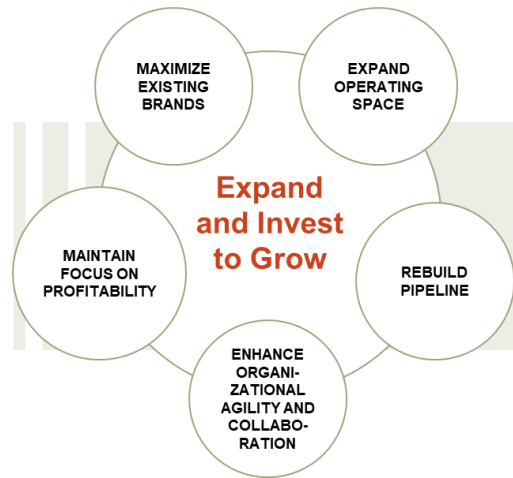 MAXIMIZE
EXISTING
BRANDS
EXPAND
OPERATING
SPACE
Expand
and Invest
to Grow
MAINTAIN
FOCUS ON
PROFITABILITY
REBUILD
PIPELINE
ENHANCE
ORGANI-
ZATIONAL
AGILITY AND
COLLABO-
RATION